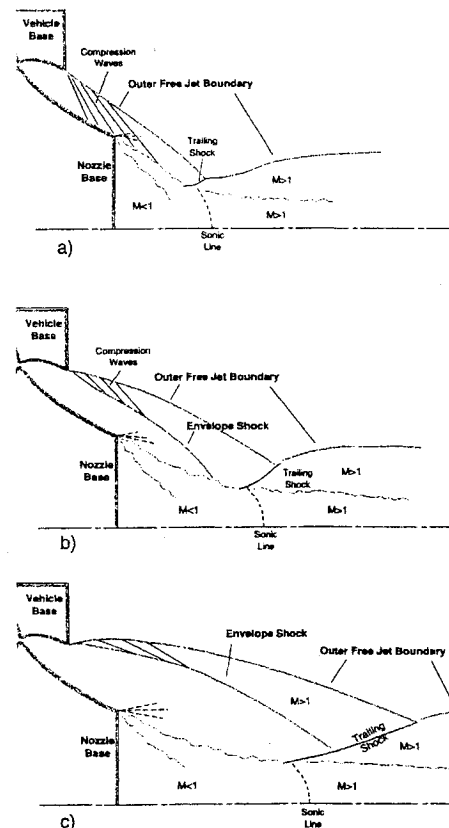 Vehicle
Base
Compression
Waves
Outer Free Jet Boundary
Trailing
Shock
Nozzle
Base
M<1
M>1
M>1
Sonic
Line
a)
Vehicle
Base
Compression
Waves
Outer Free Jet Boundary
Envelope Shock
Nozzle
Base
Trailing
Shock
M>1
M<1
M>1
Sonic
Line
b)
Vehicle
Base
Envelope Shock
Outer Free Jet Boundary
M>1
Nozzle
Base
Trailing
Shock
M>1
M<1
M>1
Sonic
Line
c)